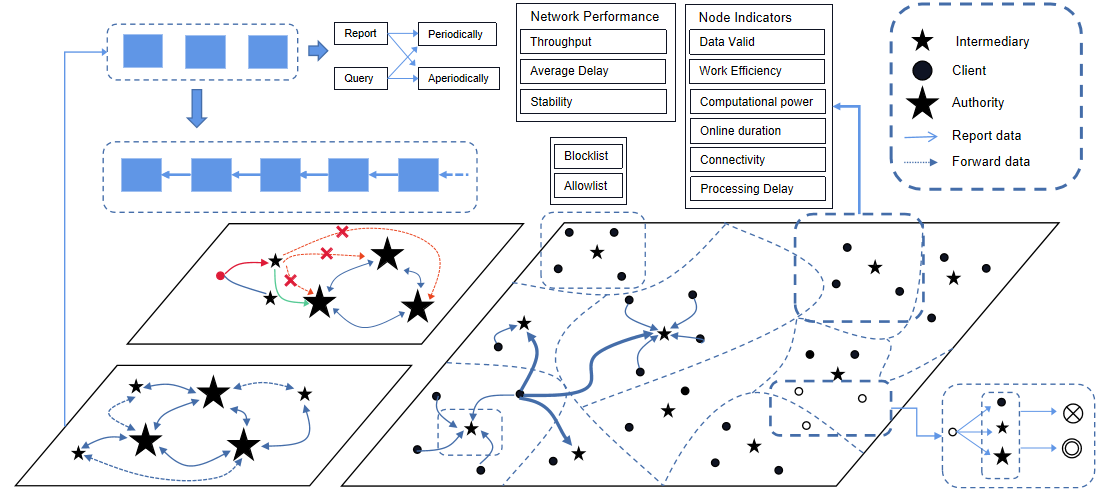 Report
Periodically
Query
Aperiodically
Network Performance
Throughput
Average Delay
Stability
Node Indicators
Data Valid
Work Efficiency
Computational power
Online duration
Connectivity
Processing Delay
Blocklist
Allowlist
Intermediary
Client
Authority
Report data
Forward data